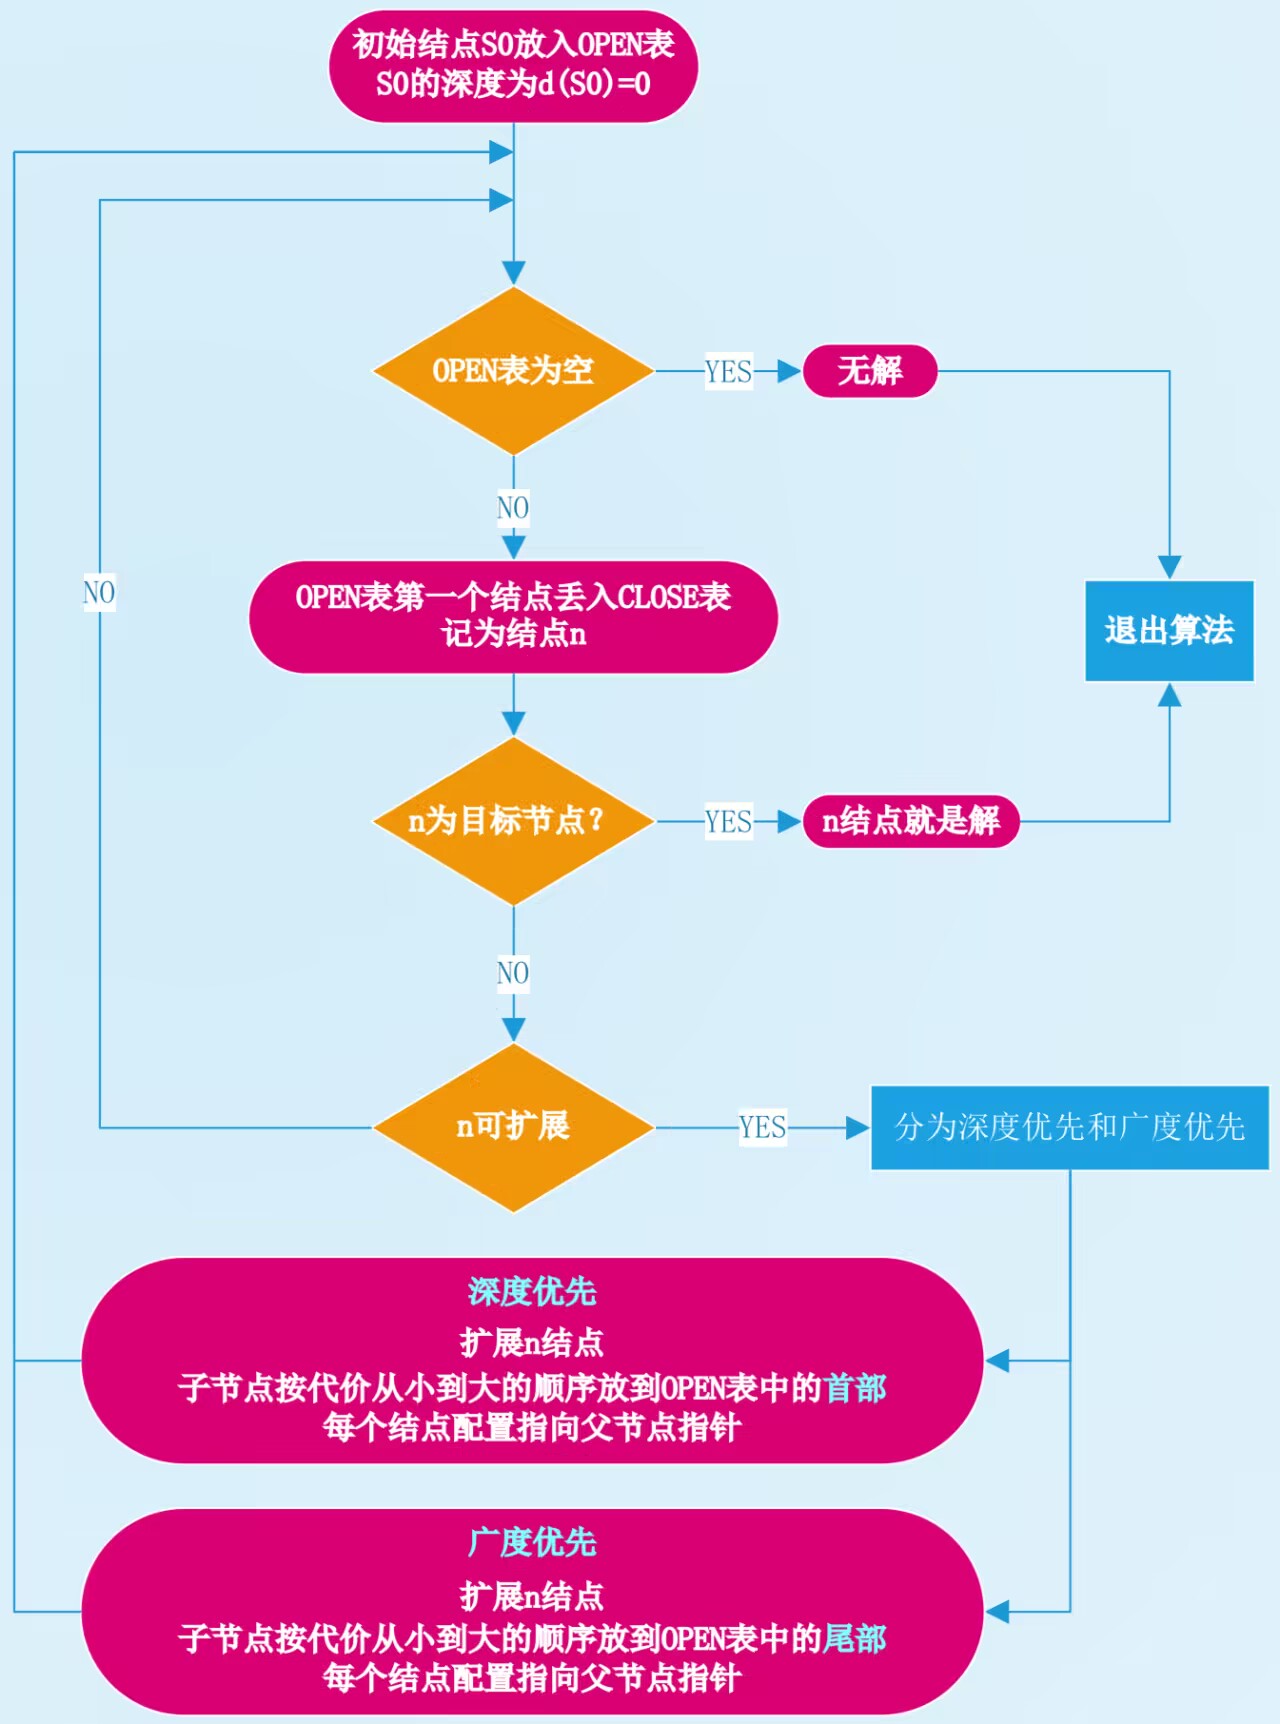 初始结点S0放入OPEN表
S0的深度为d(S0)=0
OPEN表为空
YES
无解
NO
OPEN表第一个结点丢入CLOSE表
记为结点n
NO
退出算法
n为目标节点？
YES
n结点就是解
NO
n可扩展
YES
分为深度优先和广度优先
深度优先
扩展n结点
子节点按代价从小到大的顺序放到OPEN表中的首部
每个结点配置指向父节点指针
广度优先
扩展n结点
子节点按代价从小到大的顺序放到OPEN表中的尾部
每个结点配置指向父节点指针